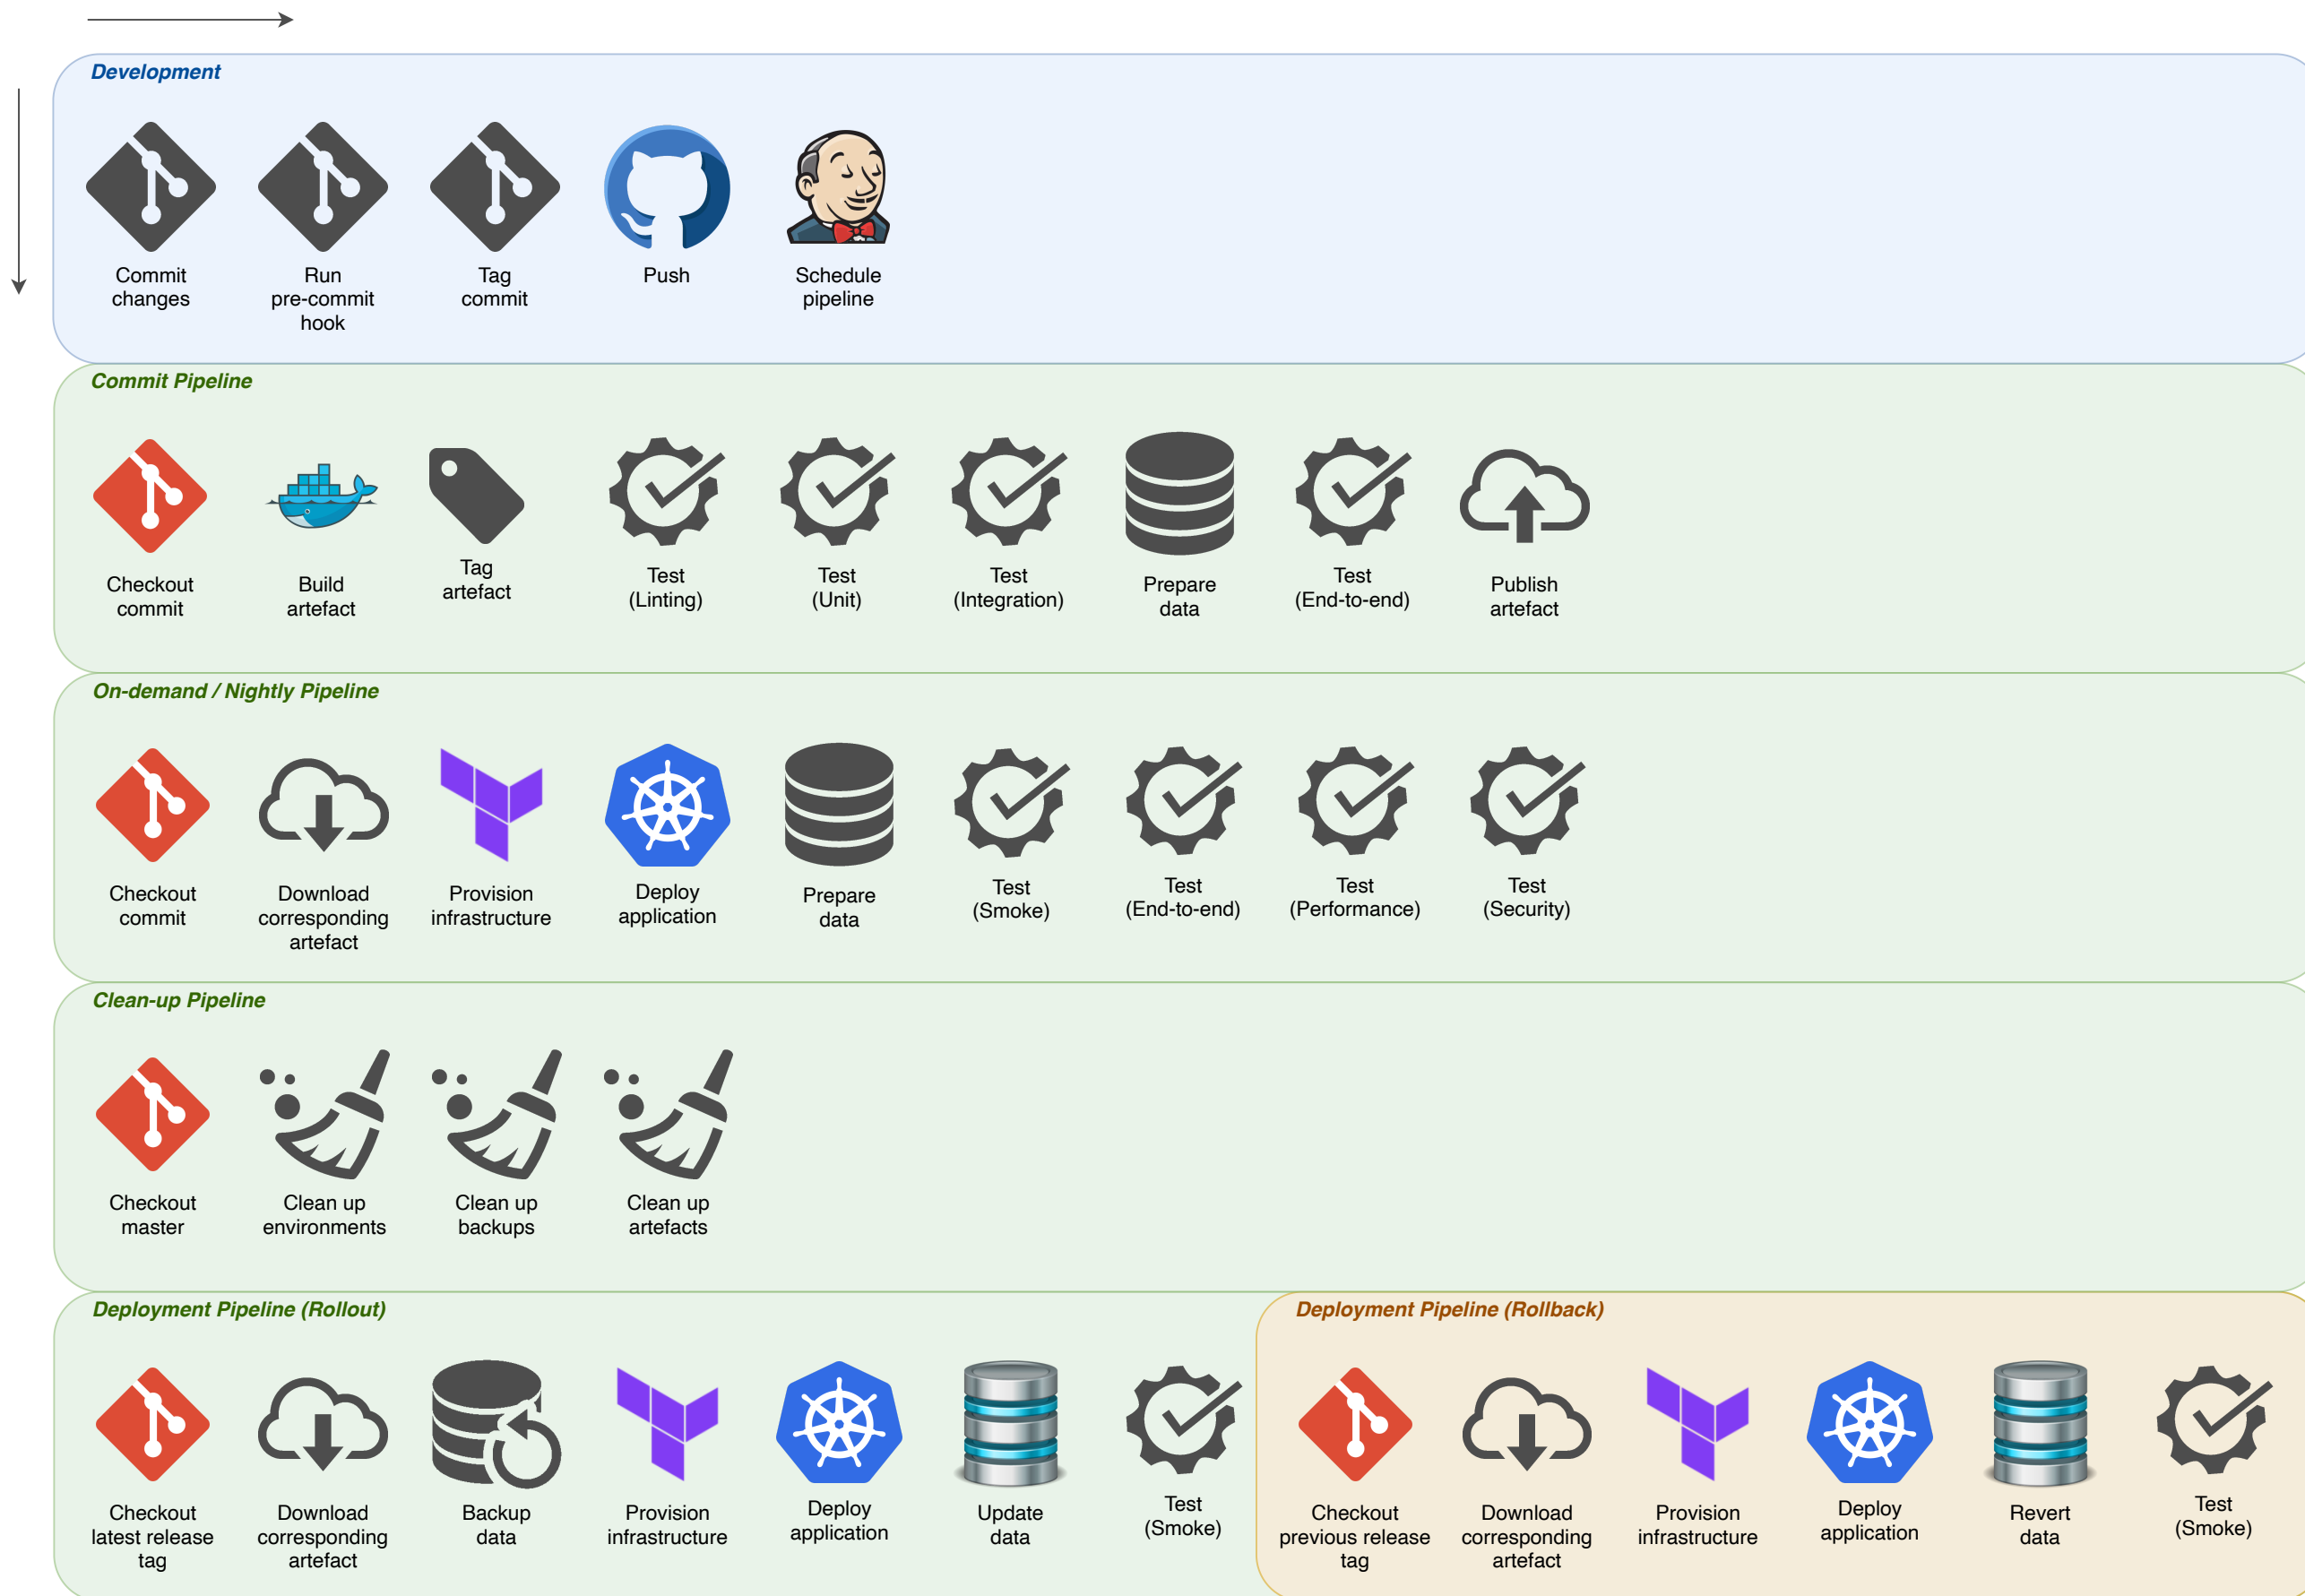 Development
Commit
changes
Run
pre-commit
hook
Tag
commit
Push
Schedule
pipeline
Commit Pipeline
Checkout
commit
Build
artefact
Tag
artefact
Test
(Linting)
Test
(Unit)
Test
(Integration)
Prepare
data
Test
(End-to-end)
Publish
artefact
On-demand / Nightly Pipeline
Checkout
commit
Download
corresponding
artefact
Provision
infrastructure
Deploy
application
Prepare
data
Test
(Smoke)
Test
(End-to-end)
Test
(Performance)
Test
(Security)
Clean-up Pipeline
Checkout
master
Clean up
environments
Clean up
backups
Clean up
artefacts
Deployment Pipeline (Rollout)
Checkout
latest release
tag
Download
corresponding
artefact
Backup
data
Provision
infrastructure
Deploy
application
Update
data
Test
(Smoke)
Deployment Pipeline (Rollback)
Checkout
previous release
tag
Download
corresponding
artefact
Provision
infrastructure
Deploy
application
Revert
data
Test
(Smoke)